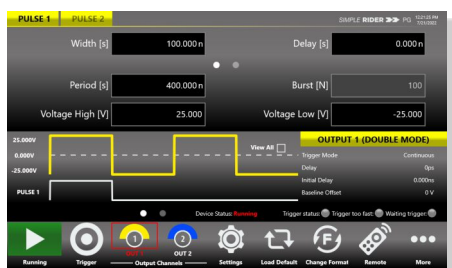 PULSE 1 PULSE 2 SIMPLE RIDER PG 12:21:25 PM
7/21/2022
Width [s] 100.000 n Delay [s] 0.000 n
Period [s] 400.000 n Burst [N] 100
Voltage High [V] 25.000 Voltage Low [V] -25.000
25.000V View All OUTPUT 1 (DOUBLE MODE)
0.000V Trigger Mode Continuous
-25.000V Delay 0ps
Initial Delay 0.000ns
PULSE 1 Baseline Offset 0 V
Device Status: Running Trigger status: Trigger too fast: Waiting trigger:
1 2 F
OUT 1 OUT 2
Running Trigger Output Channels Settings Load Default Change Format Remote More